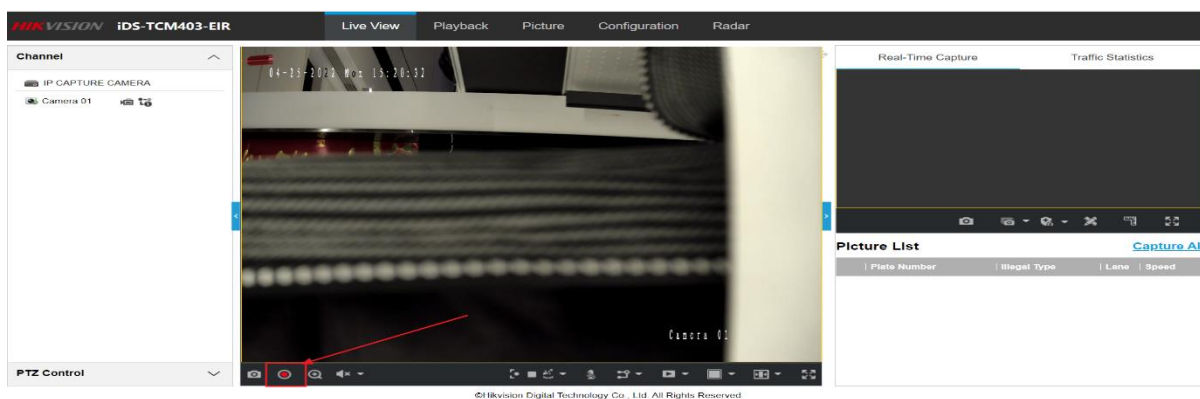 HIKVISION iDS-TCM403-EIR Live View Playback Picture Configuration Radar
Channel
IP CAPTURE CAMERA
Camera 01
PTZ Control
04-25-2022 Mon 15:20:32
Camera 01
Real-Time Capture Traffic Statistics
Picture List Capture Al
Plate Number Illegal Type Lane Speed
©Hikvision Digital Technology Co., Ltd. All Rights Reserved.